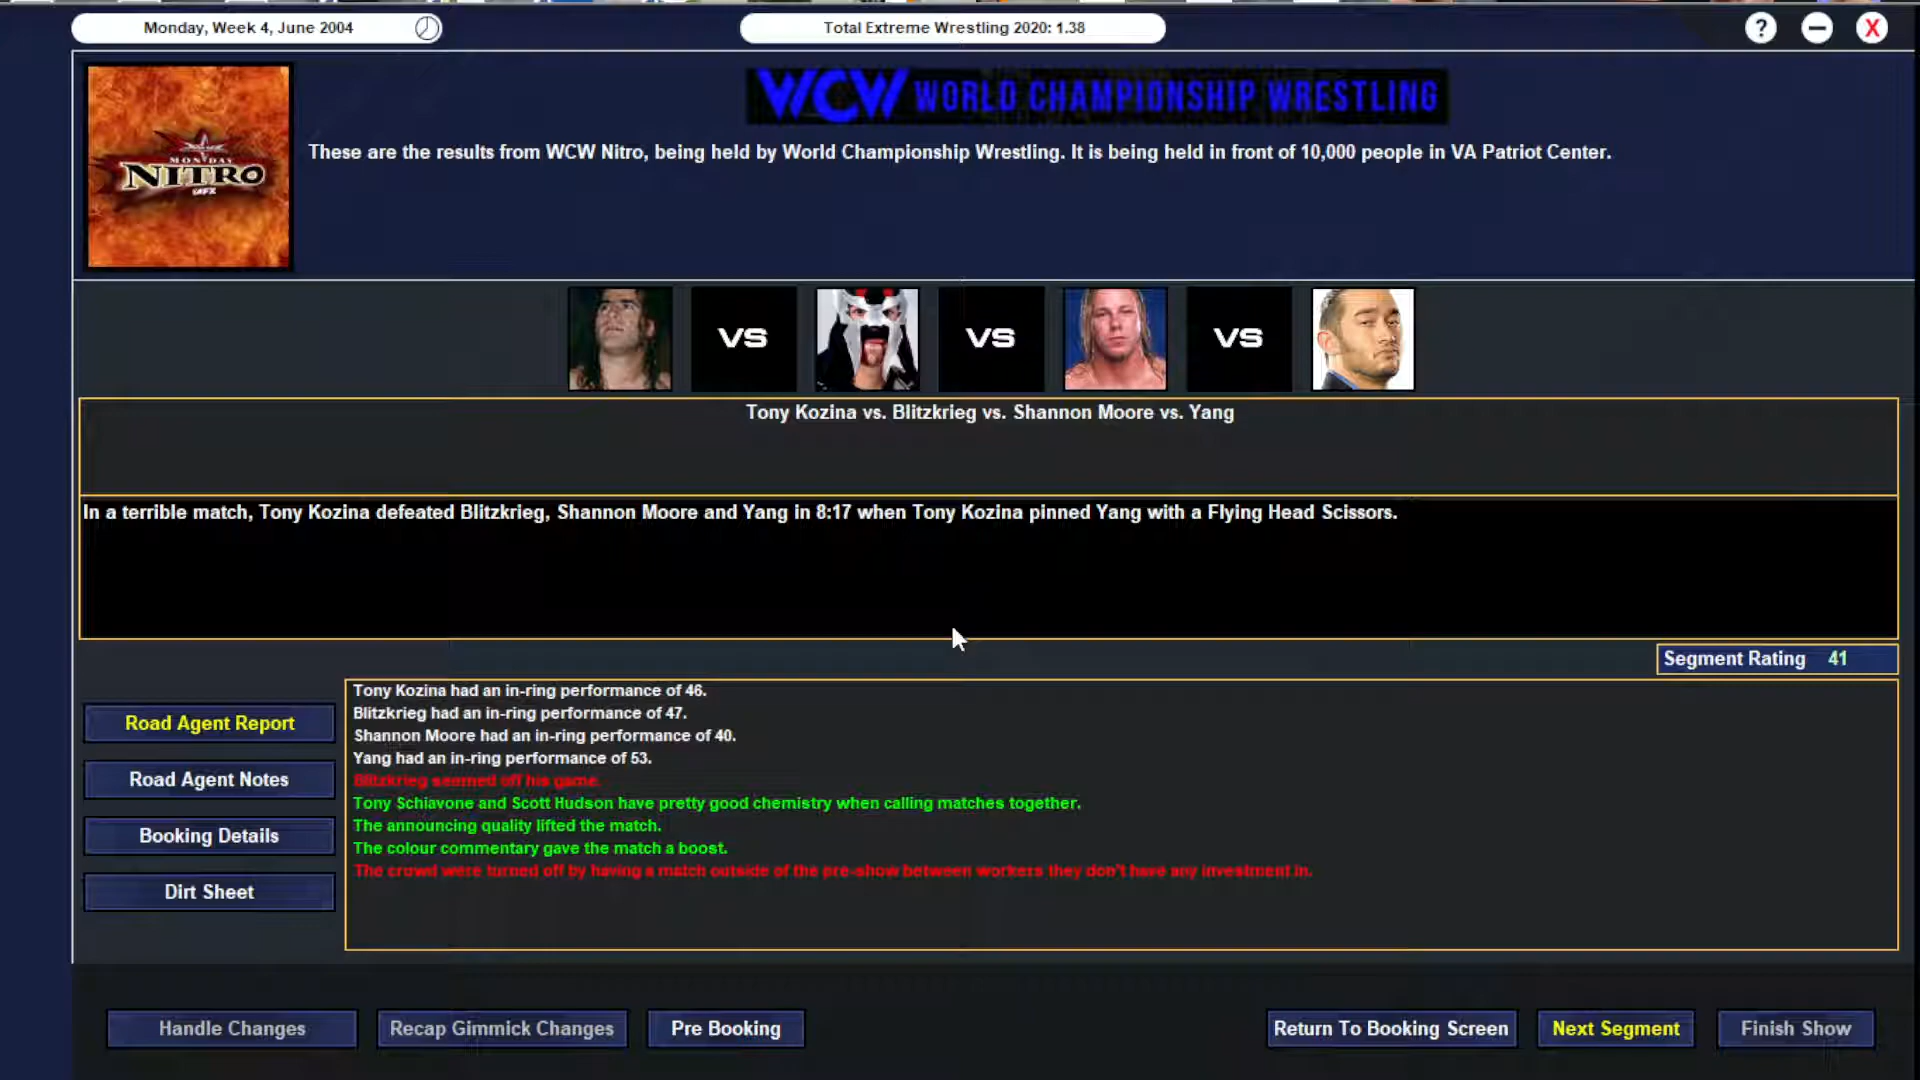 Monday, Week 4, June 2004
Total Extreme Wrestling 2020: 1.38
?
X
WCW WORLD CHAMPIONSHIP WRESTLING
MONDAY
NITRO
These are the results from WCW Nitro, being held by World Championship Wrestling. It is being held in front of 10,000 people in VA Patriot Center.
VS
VS
VS
Tony Kozina vs. Blitzkrieg vs. Shannon Moore vs. Yang
In a terrible match, Tony Kozina defeated Blitzkrieg, Shannon Moore and Yang in 8:17 when Tony Kozina pinned Yang with a Flying Head Scissors.
Segment Rating 41
Road Agent Report
Road Agent Notes
Booking Details
Dirt Sheet
Tony Kozina had an in-ring performance of 46.
Blitzkrieg had an in-ring performance of 47.
Shannon Moore had an in-ring performance of 40.
Yang had an in-ring performance of 53.
Blitzkrieg seemed off his game.
Tony Schiavone and Scott Hudson have pretty good chemistry when calling matches together.
The announcing quality lifted the match.
The colour commentary gave the match a boost.
The crowd were turned off by having a match outside of the pre-show between workers they don't have any investment in.
Handle Changes
Recap Gimmick Changes
Pre Booking
Return To Booking Screen
Next Segment
Finish Show